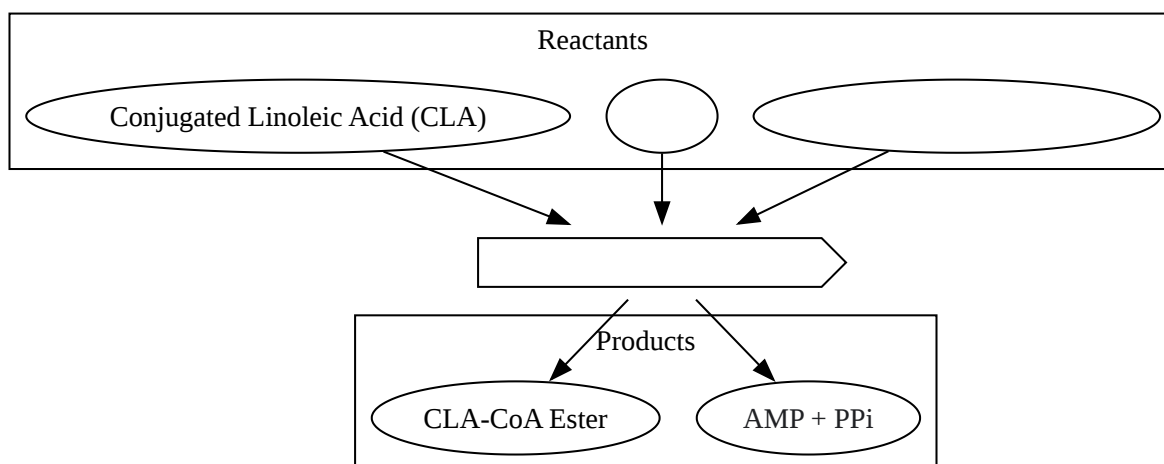 Reactants
Conjugated Linoleic Acid (CLA)
Products
CLA-CoA Ester
AMP + PPi